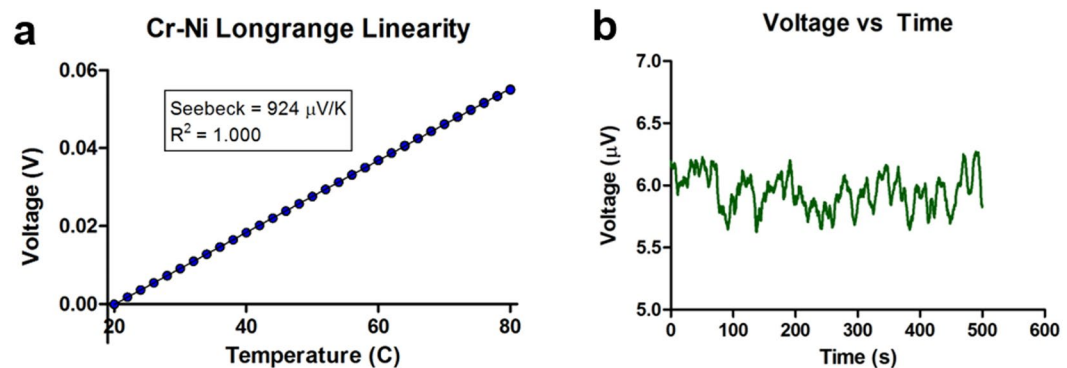 a
Cr-Ni Longrange Linearity
0.06
0.04
0.02
0.00
Voltage (V)
Seebeck = 924 μV/K
R² = 1.000
20
40
60
80
Temperature (C)
b
Voltage vs Time
7.0
6.5
6.0
5.5
5.0
Voltage (μV)
0
100
200
300
400
500
600
Time (s)